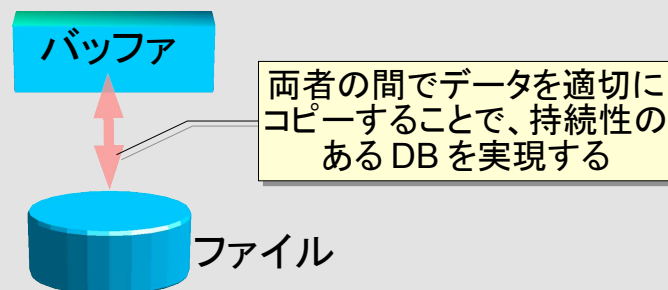 バッファ
両者の間でデータを適切に
コピーすることで、持続性の
ある DB を実現する
ファイル